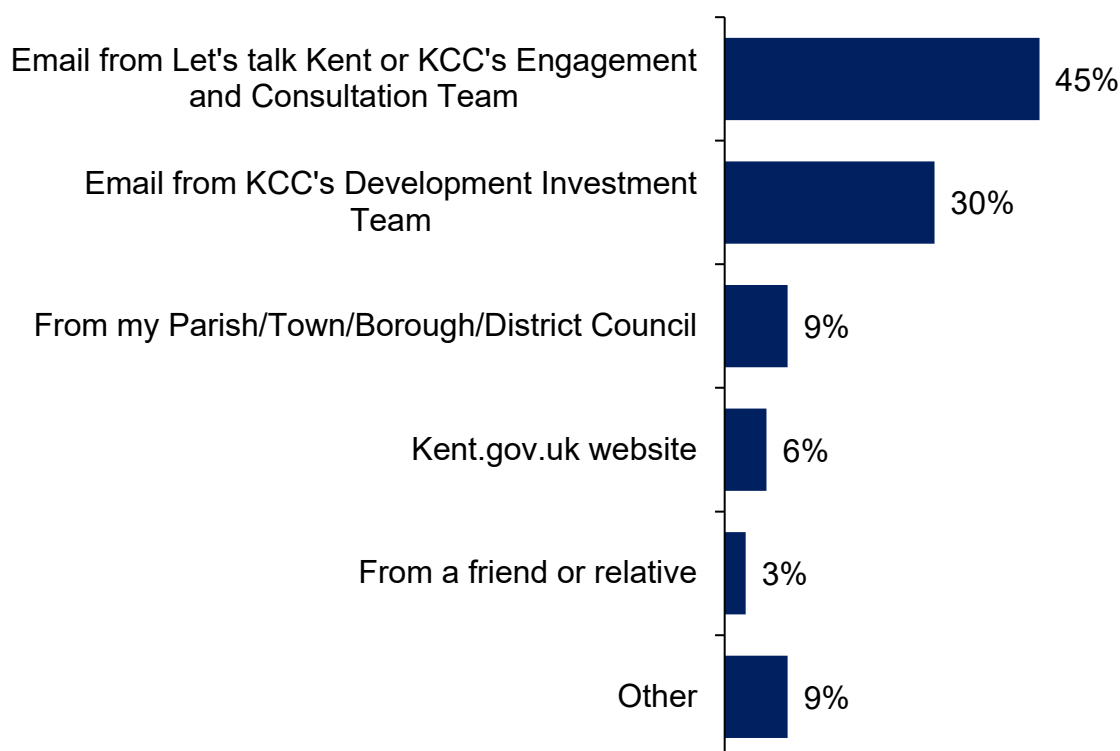 Email from Let's talk Kent or KCC's Engagement
and Consultation Team
45%
Email from KCC's Development Investment
Team
30%
From my Parish/Town/Borough/District Council
9%
Kent.gov.uk website
6%
From a friend or relative
3%
Other
9%